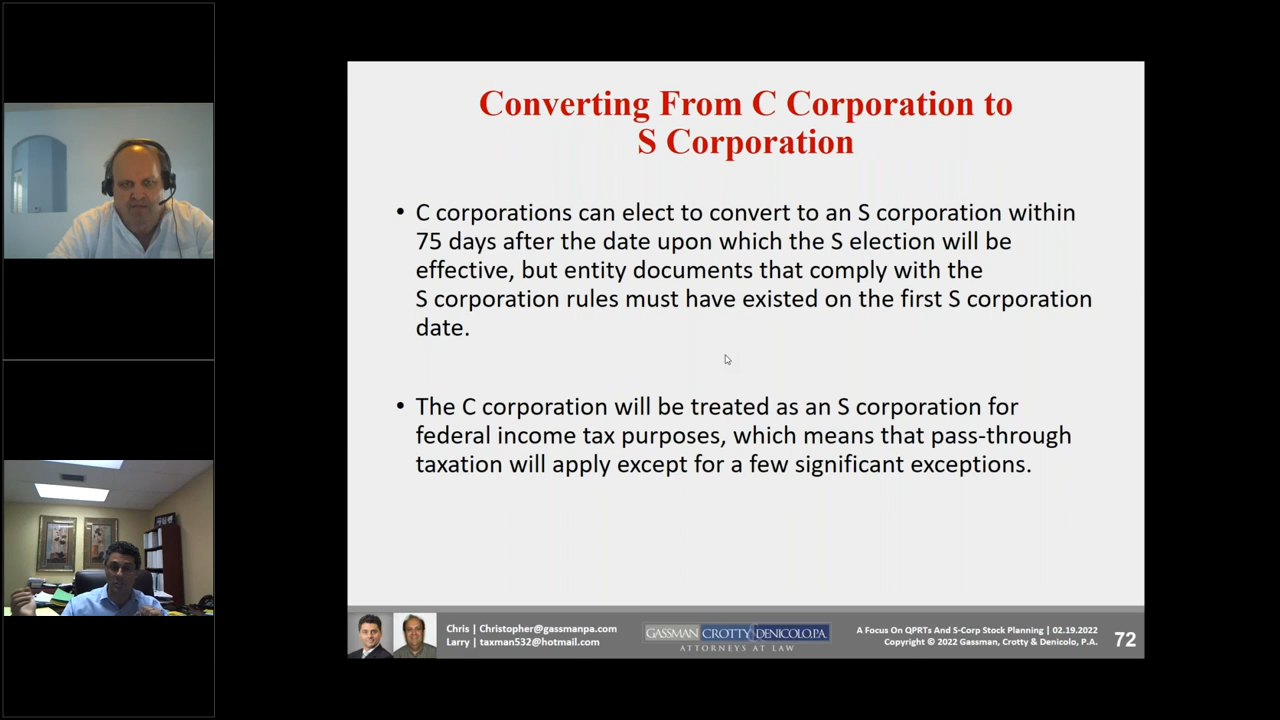 Converting From C Corporation to
S Corporation
• C corporations can elect to convert to an S corporation within
75 days after the date upon which the S election will be
effective, but entity documents that comply with the
S corporation rules must have existed on the first S corporation
date.
• The C corporation will be treated as an S corporation for
federal income tax purposes, which means that pass-through
taxation will apply except for a few significant exceptions.
Chris | Christopher@gassmanpa.com
Larry | taxman532@hotmail.com
GASSMAN CROTTY DENICOLO, P.A.
ATTORNEYS AT LAW
A Focus On QPRTs And S-Corp Stock Planning | 02.19.2022
Copyright © 2022 Gassman, Crotty & Denicolo, P.A.
72